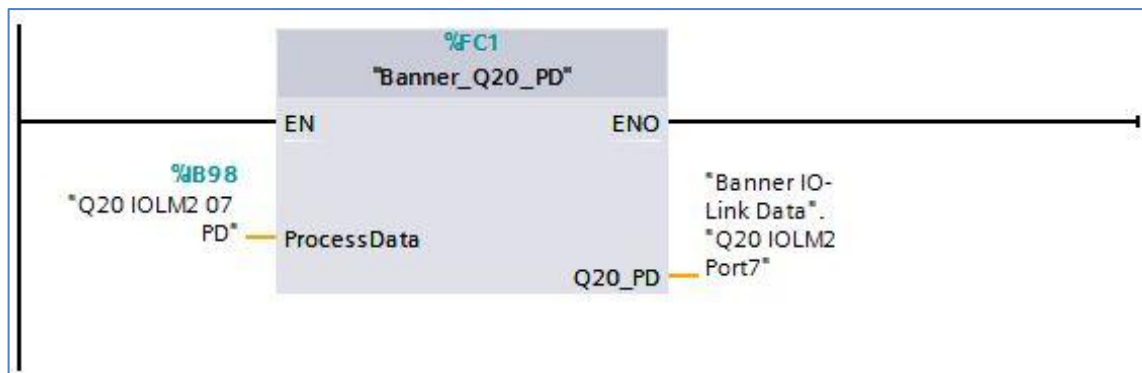 %FC1
"Banner_Q20_PD"
EN
ENO
%IB98
"Q20 IOLM2 07
PD"
ProcessData
"Banner IO-
Link Data".
"Q20 IOLM2
Port7"
Q20_PD